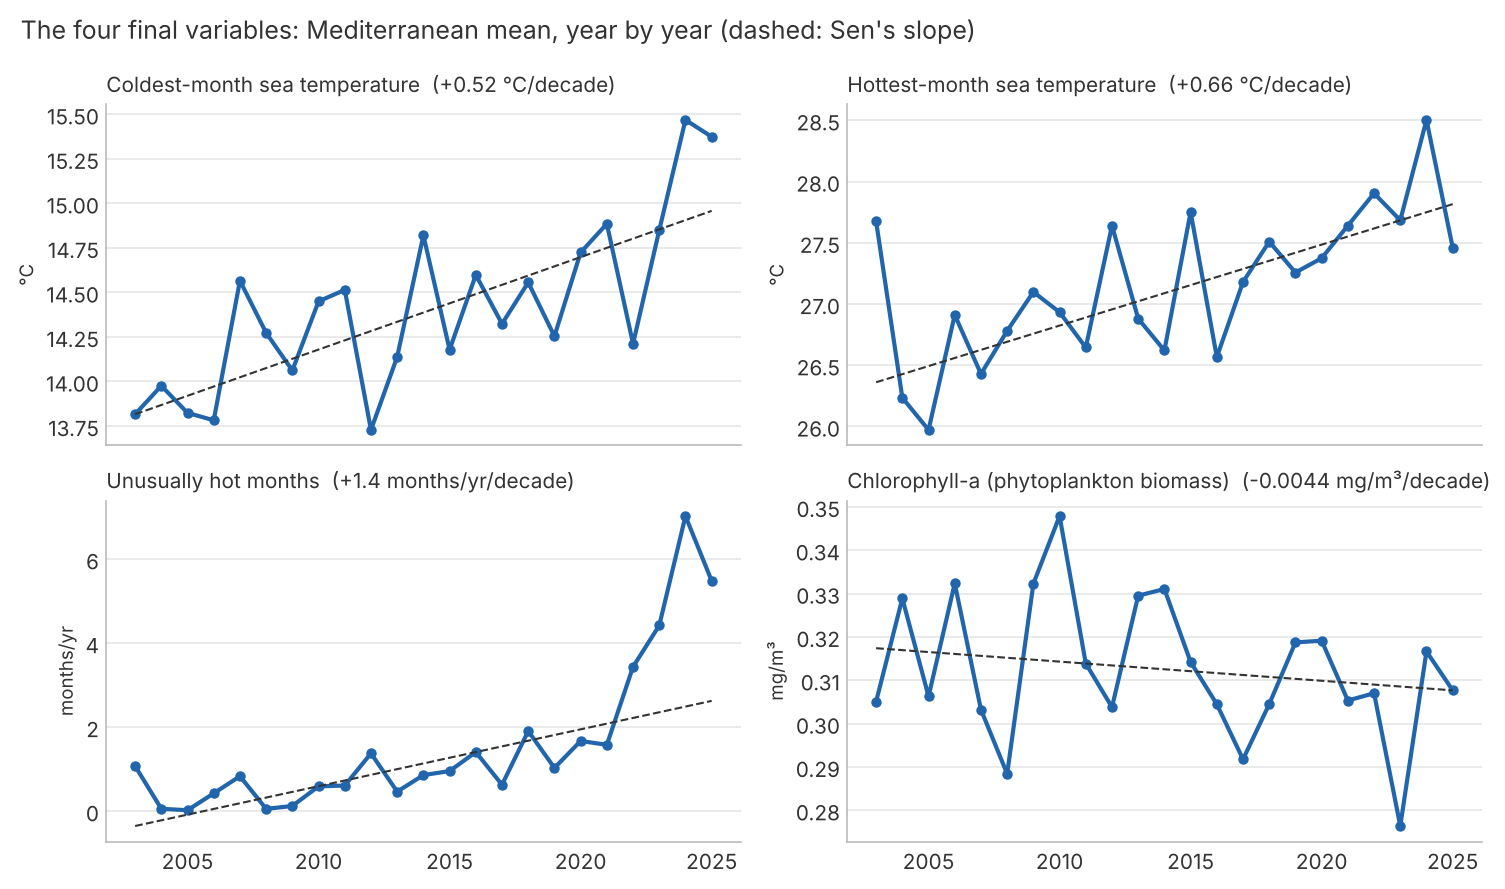 The four final variables: Mediterranean mean, year by year (dashed: Sen's slope)
Coldest-month sea temperature (+0.52 °C/decade)
15.50
15.25
15.00
14.75
14.50
14.25
14.00
13.75
°C
Hottest-month sea temperature (+0.66 °C/decade)
28.5
28.0
27.5
27.0
26.5
26.0
°C
Unusually hot months (+1.4 months/yr/decade)
6
4
2
0
months/yr
2005 2010 2015 2020 2025
Chlorophyll-a (phytoplankton biomass) (-0.0044 mg/m³/decade)
0.35
0.34
0.33
0.32
0.31
0.30
0.29
0.28
mg/m³
2005 2010 2015 2020 2025